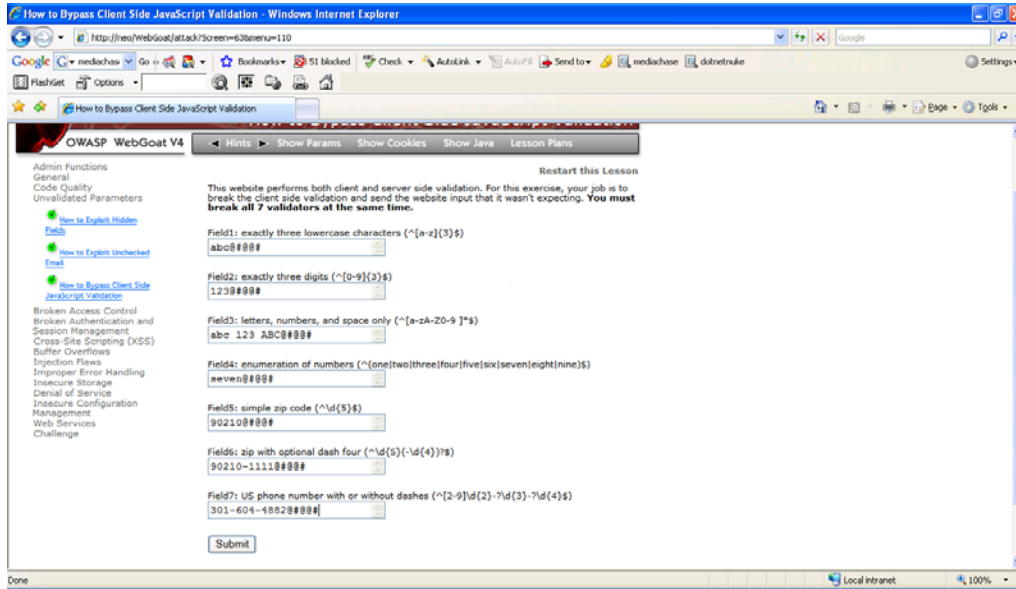 How to Bypass Client Side JavaScript Validation - Windows Internet Explorer
http://neo/WebGoat/attack?Screen=63&menu=110
Google
Google mediachas Go Bookmarks 51 blocked Check AutoLink AutoFill Send to mediachase dotnetnuke Settings
FlashGet Options
How to Bypass Client Side JavaScript Validation
Page Tools
How to Bypass Client Side JavaScript Validation
OWASP WebGoat V4
Hints Show Params Show Cookies Show Java Lesson Plans
Admin Functions
General
Code Quality
Unvalidated Parameters
How to Exploit Hidden
Fields
How to Exploit Unchecked
Email
How to Bypass Client Side
JavaScript Validation
Broken Access Control
Broken Authentication and
Session Management
Cross-Site Scripting (XSS)
Buffer Overflows
Injection Flaws
Improper Error Handling
Insecure Storage
Denial of Service
Insecure Configuration
Management
Web Services
Challenge
Restart this Lesson
This website performs both client and server side validation. For this exercise, your job is to
break the client side validation and send the website input that it wasn't expecting. You must
break all 7 validators at the same time.
Field1: exactly three lowercase characters (^[a-z]{3}$)
abc@#@#
Field2: exactly three digits (^[0-9]{3}$)
123@#@#
Field3: letters, numbers, and space only (^[a-zA-Z0-9 ]*$)
abc 123 ABC@#@#
Field4: enumeration of numbers (^(one|two|three|four|five|six|seven|eight|nine)$)
seven@#@#
Field5: simple zip code (^\d{5}$)
90210@#@#
Field6: zip with optional dash four (^\d{5}(-\d{4})?$)
90210-1111@#@#
Field7: US phone number with or without dashes (^[2-9]\d{2}-?\d{3}-?\d{4}$)
301-604-4882@#@#
Submit
Done
Local intranet
100%